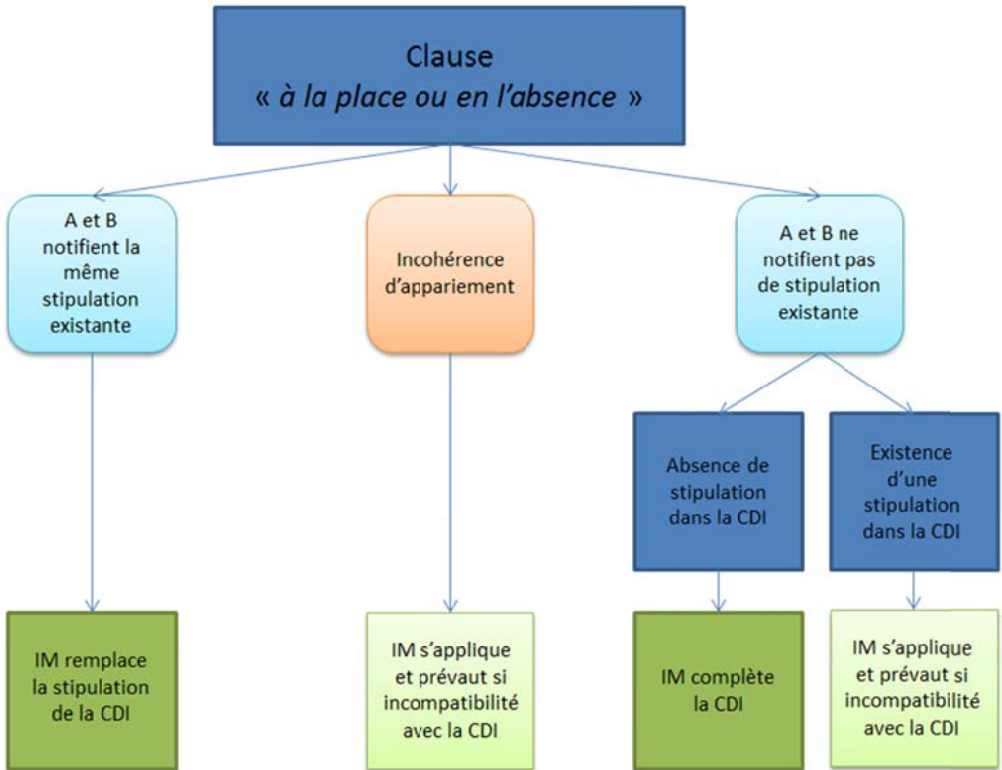 Clause
« à la place ou en l'absence »
A et B
notifient la
même
stipulation
existante
Incohérence
d'appariement
A et B ne
notifient pas
de stipulation
existante
Absence de
stipulation
dans la CDI
Existence
d'une
stipulation
dans la CDI
IM remplace
la stipulation
de la CDI
IM s'applique
et prévaut si
incompatibilité
avec la CDI
IM complète
la CDI
IM s'applique
et prévaut si
incompatibilité
avec la CDI